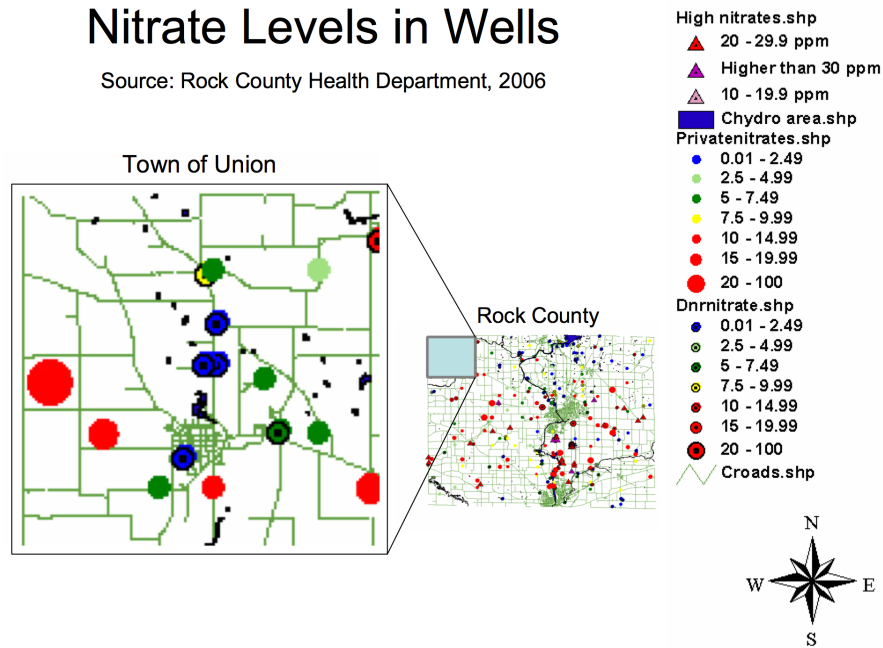 Nitrate Levels in Wells
Source: Rock County Health Department, 2006
Town of Union
Rock County
High nitrates.shp
20 - 29.9 ppm
Higher than 30 ppm
10 - 19.9 ppm
Chydro area.shp
Privatenitrates.shp
0.01 - 2.49
2.5 - 4.99
5 - 7.49
7.5 - 9.99
10 - 14.99
15 - 19.99
20 - 100
Dnrnitrate.shp
0.01 - 2.49
2.5 - 4.99
5 - 7.49
7.5 - 9.99
10 - 14.99
15 - 19.99
20 - 100
Croads.shp
N
W E
S